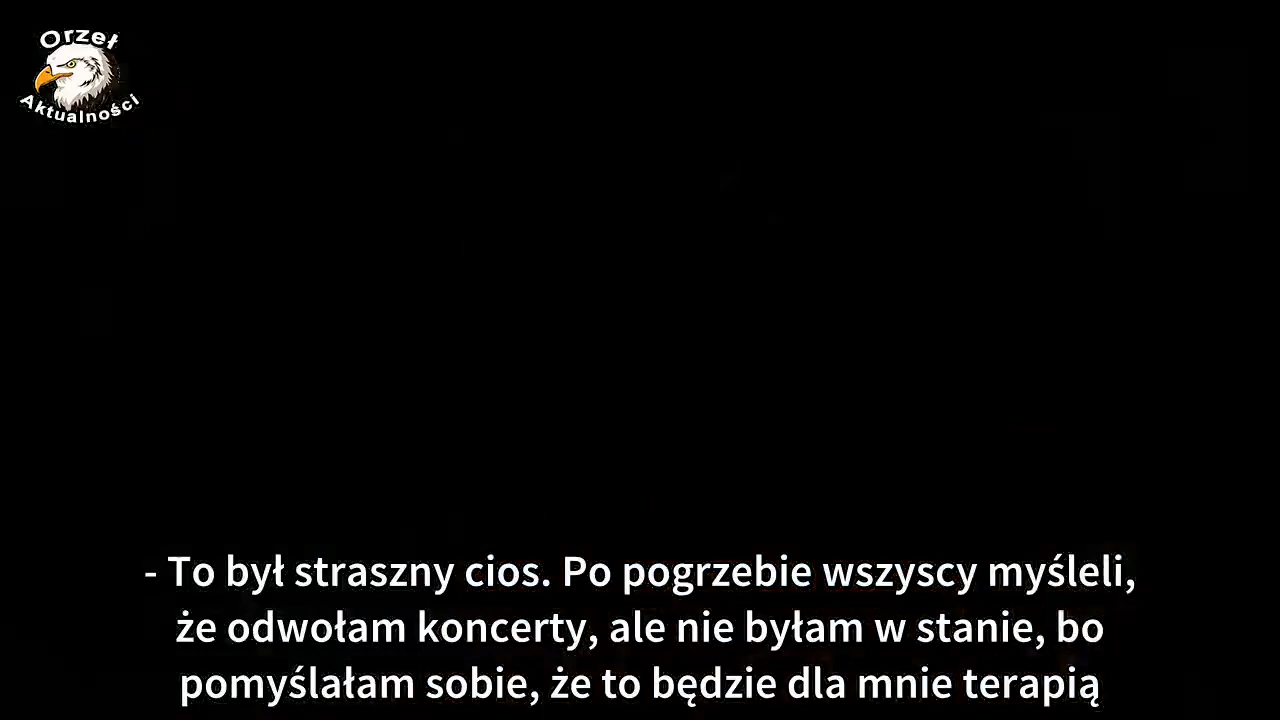 Orzeł
Aktualności
- To był straszny cios. Po pogrzebie wszyscy myśleli,
że odwołam koncerty, ale nie byłam w stanie, bo
pomyślałam sobie, że to będzie dla mnie terapią